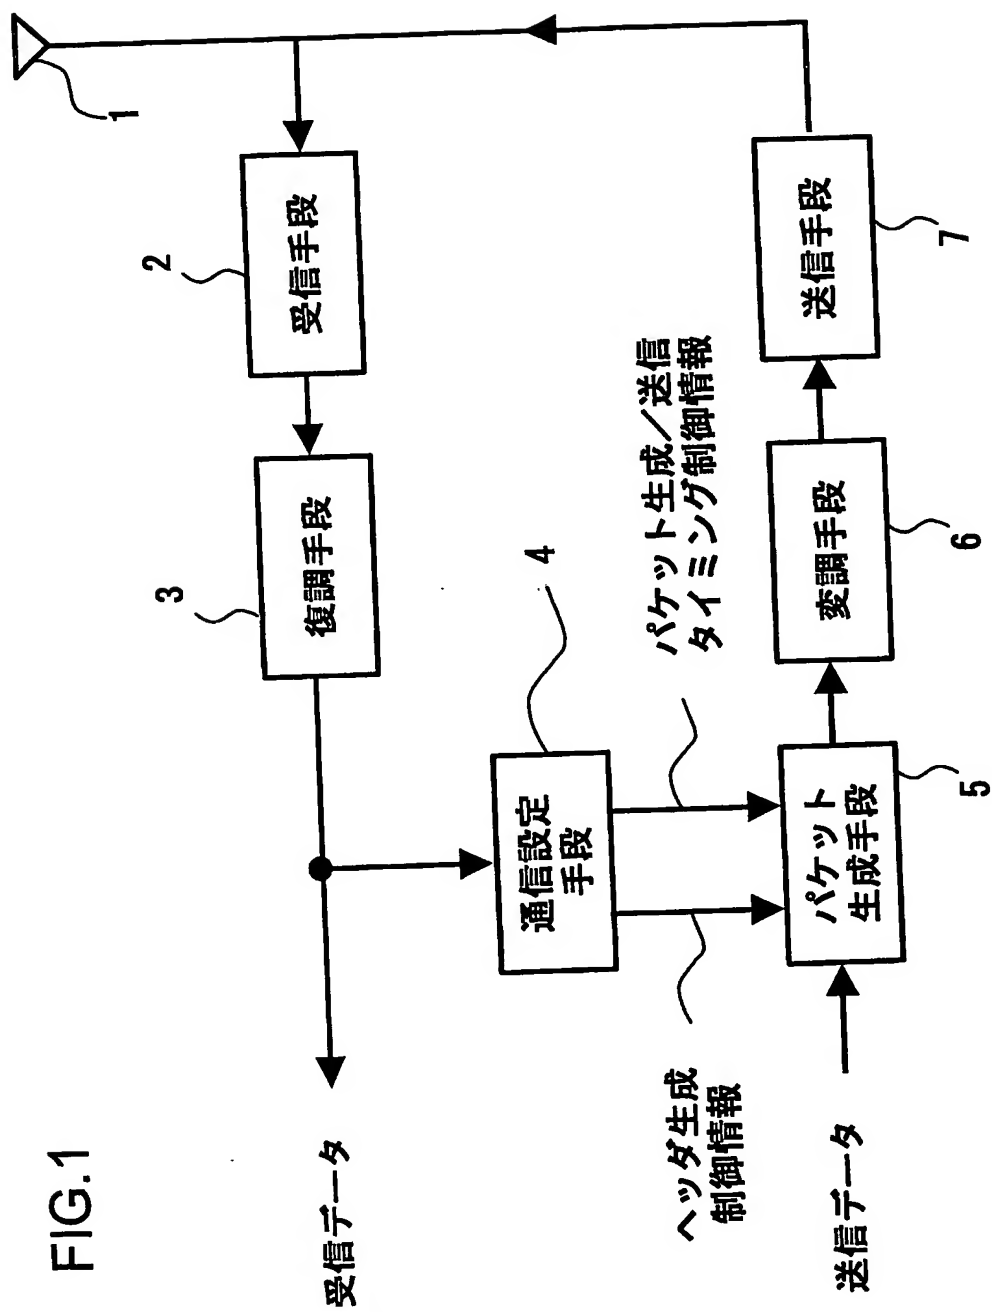 FIG.1
1
2
受信手段
3
復調手段
受信データ
4
通信設定
手段
ヘッダ生成
制御情報
パケット生成／送信
タイミング制御情報
送信データ
パケット
生成手段
5
変調手段
6
送信手段
7